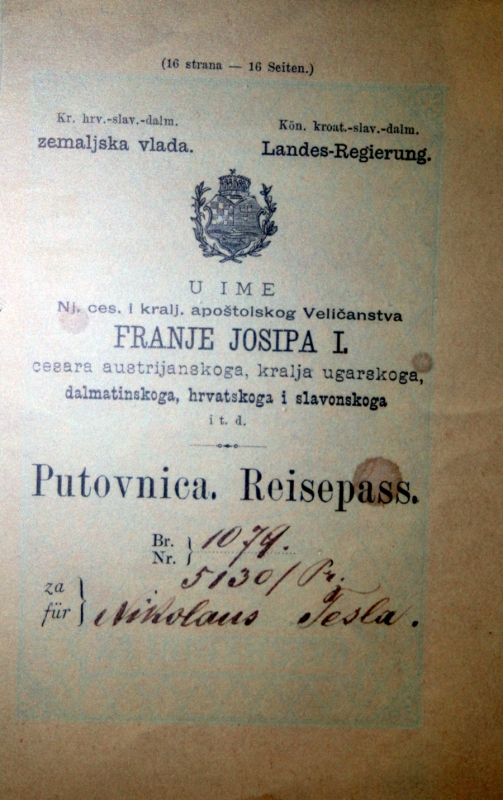 (16 strana — 16 Seiten.)
Kr. hrv.-slav.-dalm.
zemaljska vlada.
Kön. kroat.-slav.-dalm.
Landes-Regierung.
U IME
Nj. ces. i kralj. apoštolskog Veličanstva
FRANJE JOSIPA I.
cesara austrijanskoga, kralja ugarskoga,
dalmatinskoga, hrvatskoga i slavonskoga
i t. d.
Putovnica. Reisepass.
Br. 1079.
Nr.
5130/Pr.
za
für Nikolaus Tesla.